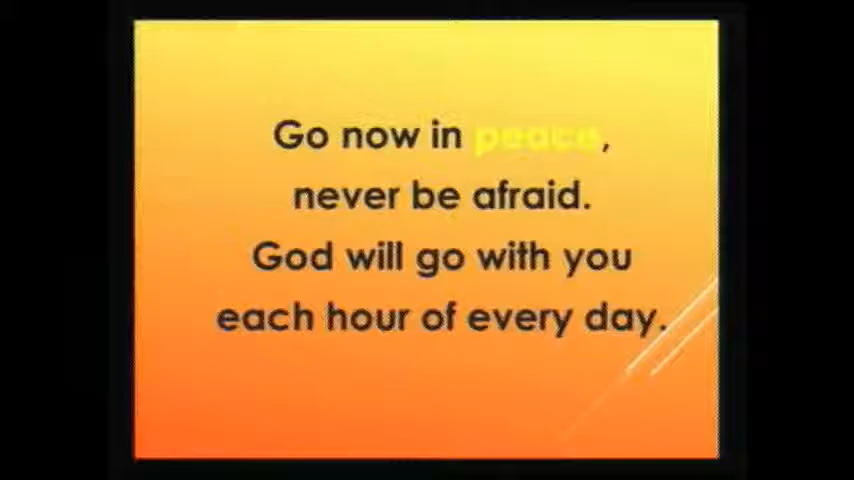 Go now in peace,
never be afraid.
God will go with you
each hour of every day.